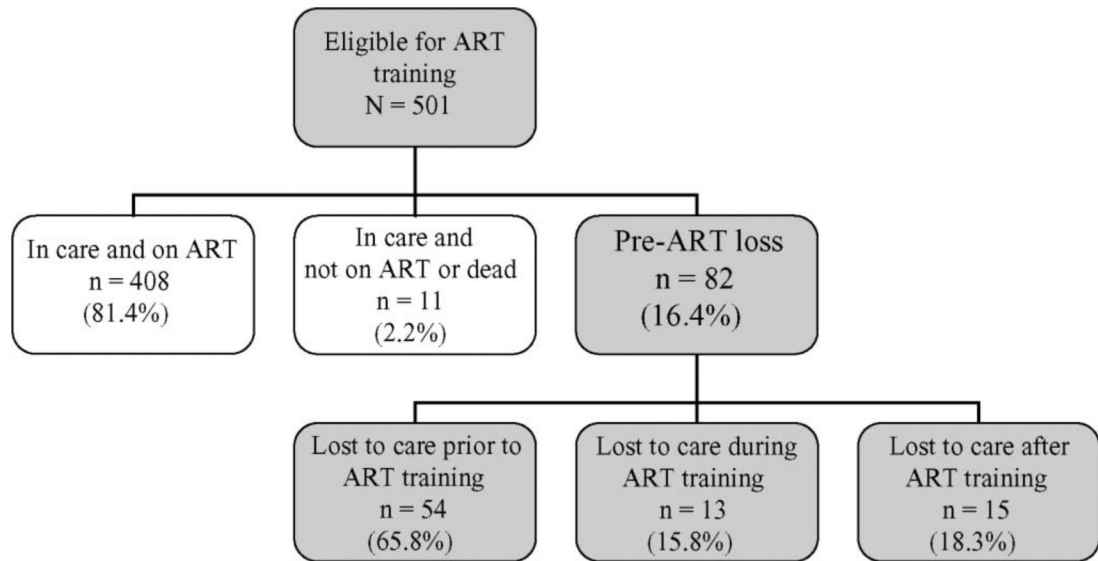 Eligible for ART
training
N = 501
In care and on ART
n = 408
(81.4%)
In care and
not on ART or dead
n = 11
(2.2%)
Pre-ART loss
n = 82
(16.4%)
Lost to care prior to
ART training
n = 54
(65.8%)
Lost to care during
ART training
n = 13
(15.8%)
Lost to care after
ART training
n = 15
(18.3%)